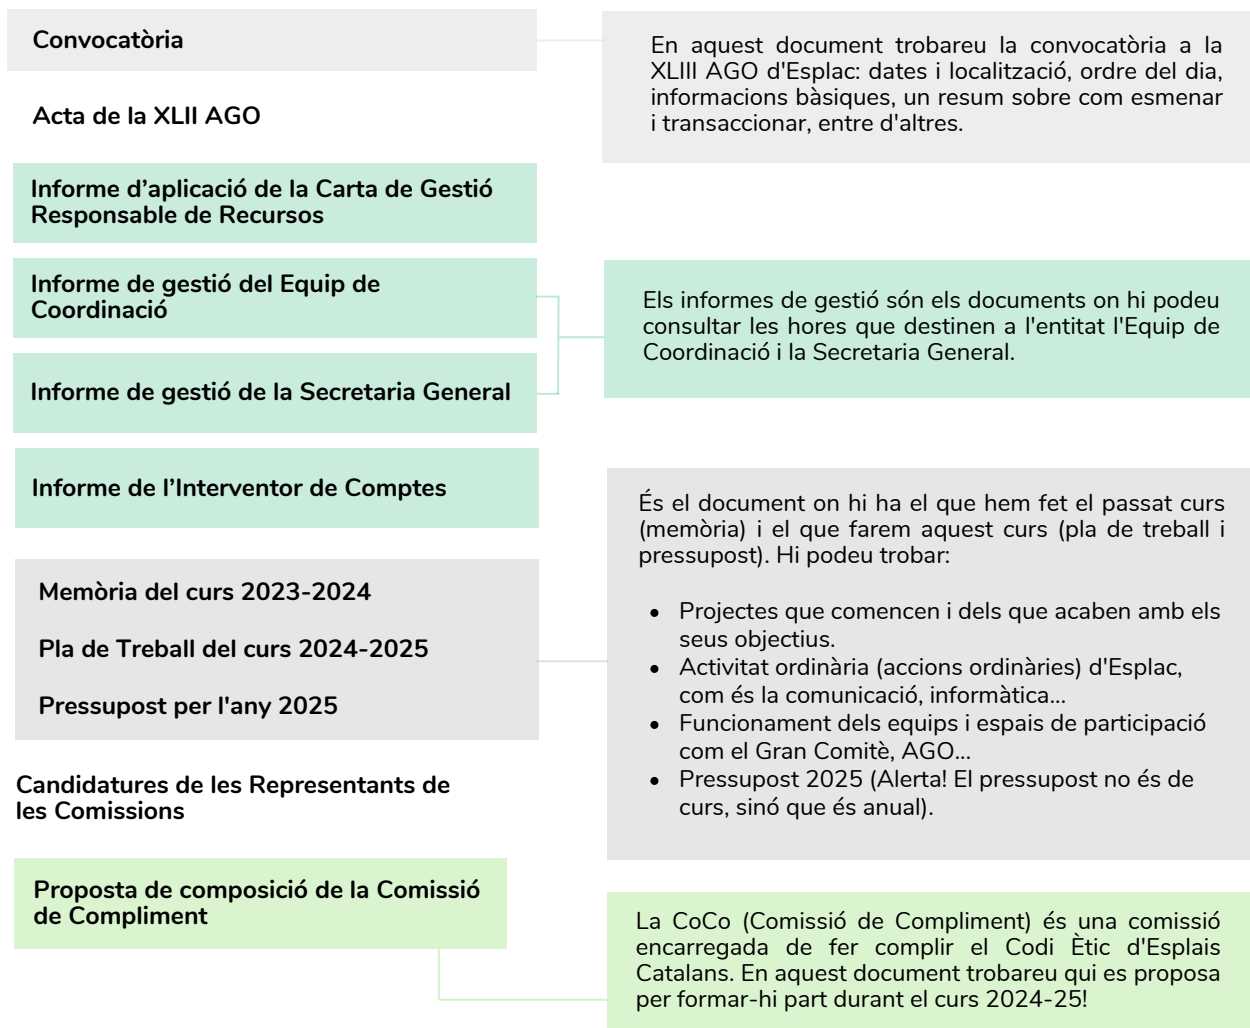 Convocatòria
En aquest document trobareu la convocatòria a la
XLIII AGO d'Esplac: dates i localització, ordre del dia,
informacions bàsiques, un resum sobre com esmenar
i transaccionar, entre d'altres.
Acta de la XLII AGO
Informe d’aplicació de la Carta de Gestió
Responsable de Recursos
Informe de gestió del Equip de
Coordinació
Informe de gestió de la Secretaria General
Els informes de gestió són els documents on hi podeu
consultar les hores que destinen a l'entitat l'Equip de
Coordinació i la Secretaria General.
Informe de l’Interventor de Comptes
Memòria del curs 2023-2024
Pla de Treball del curs 2024-2025
Pressupost per l'any 2025
És el document on hi ha el que hem fet el passat curs
(memòria) i el que farem aquest curs (pla de treball i
pressupost). Hi podeu trobar:
• Projectes que comencen i dels que acaben amb els
seus objectius.
• Activitat ordinària (accions ordinàries) d'Esplac,
com és la comunicació, informàtica...
• Funcionament dels equips i espais de participació
com el Gran Comitè, AGO...
• Pressupost 2025 (Alerta! El pressupost no és de
curs, sinó que és anual).
Candidatures de les Representants de
les Comissions
Proposta de composició de la Comissió
de Compliment
La CoCo (Comissió de Compliment) és una comissió
encarregada de fer complir el Codi Ètic d'Esplais
Catalans. En aquest document trobareu qui es proposa
per formar-hi part durant el curs 2024-25!